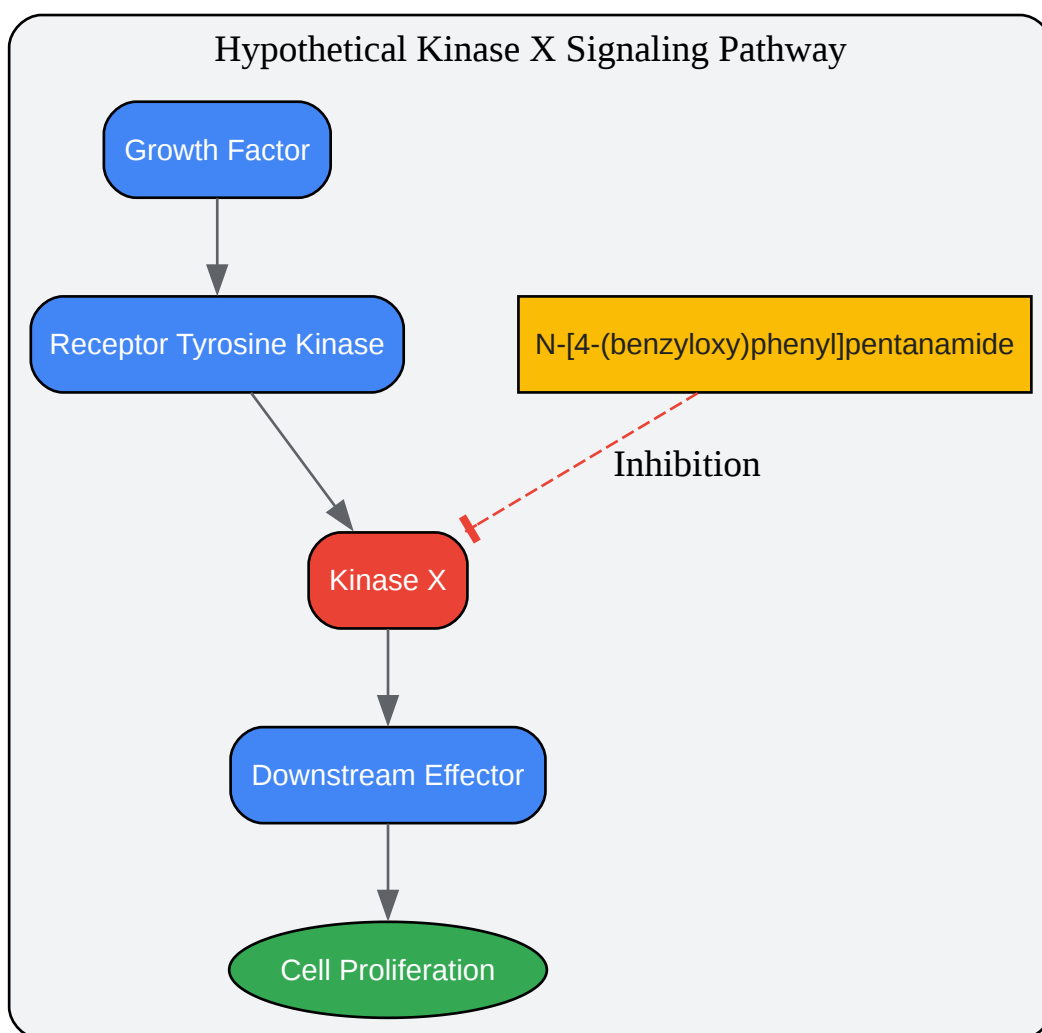 Hypothetical Kinase X Signaling Pathway
Growth Factor
Receptor Tyrosine Kinase
N-[4-(benzyloxy)phenyl]pentanamide
Inhibition
Kinase X
Downstream Effector
Cell Proliferation